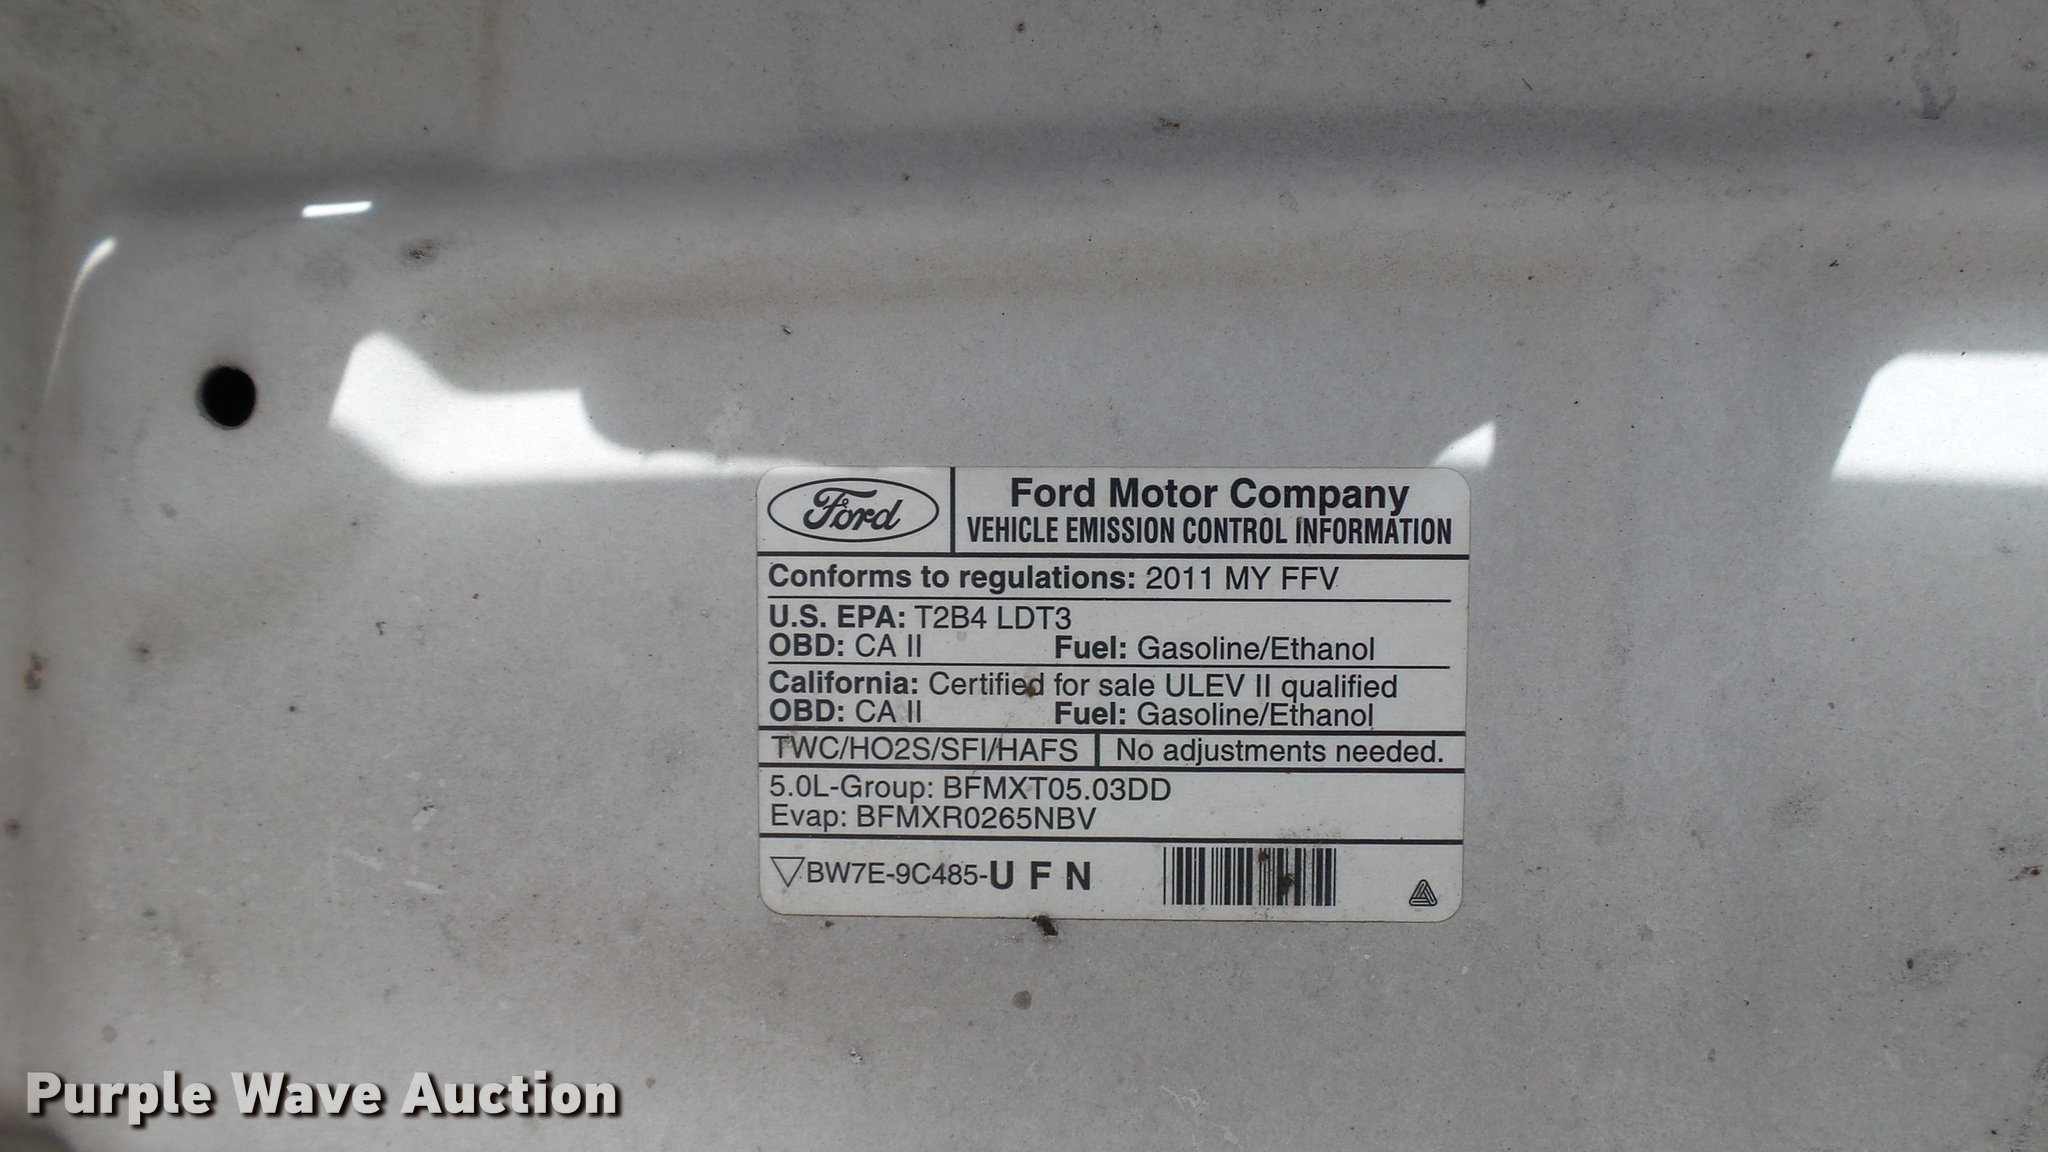 Ford
Ford Motor Company
VEHICLE EMISSION CONTROL INFORMATION
Conforms to regulations: 2011 MY FFV
U.S. EPA: T2B4 LDT3
OBD: CA II Fuel: Gasoline/Ethanol
California: Certified for sale ULEV II qualified
OBD: CA II Fuel: Gasoline/Ethanol
TWC/HO2S/SFI/HAFS No adjustments needed.
5.0L-Group: BFMXT05.03DD
Evap: BFMXR0265NBV
BW7E-9C485-U F N
Purple Wave Auction